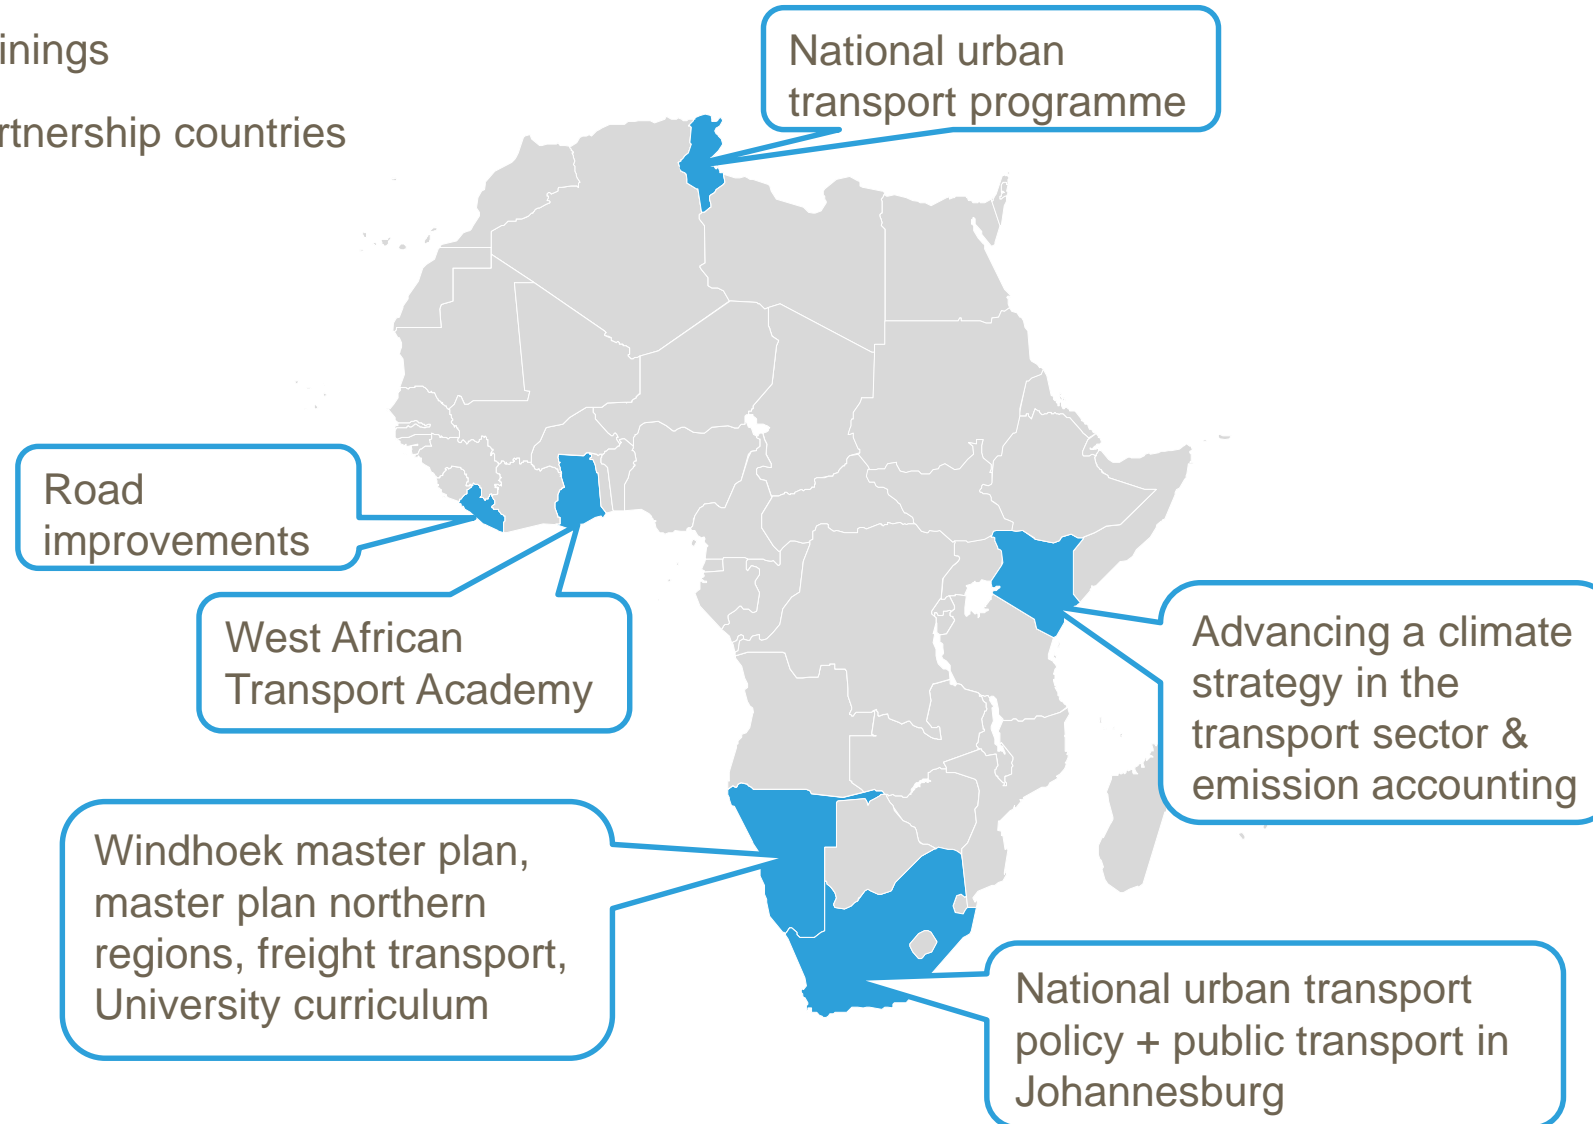 inings
rtnership countries
National urban
transport programme
Road
improvements
West African
Transport Academy
Advancing a climate
strategy in the
transport sector &
emission accounting
Windhoek master plan,
master plan northern
regions, freight transport,
University curriculum
National urban transport
policy + public transport in
Johannesburg